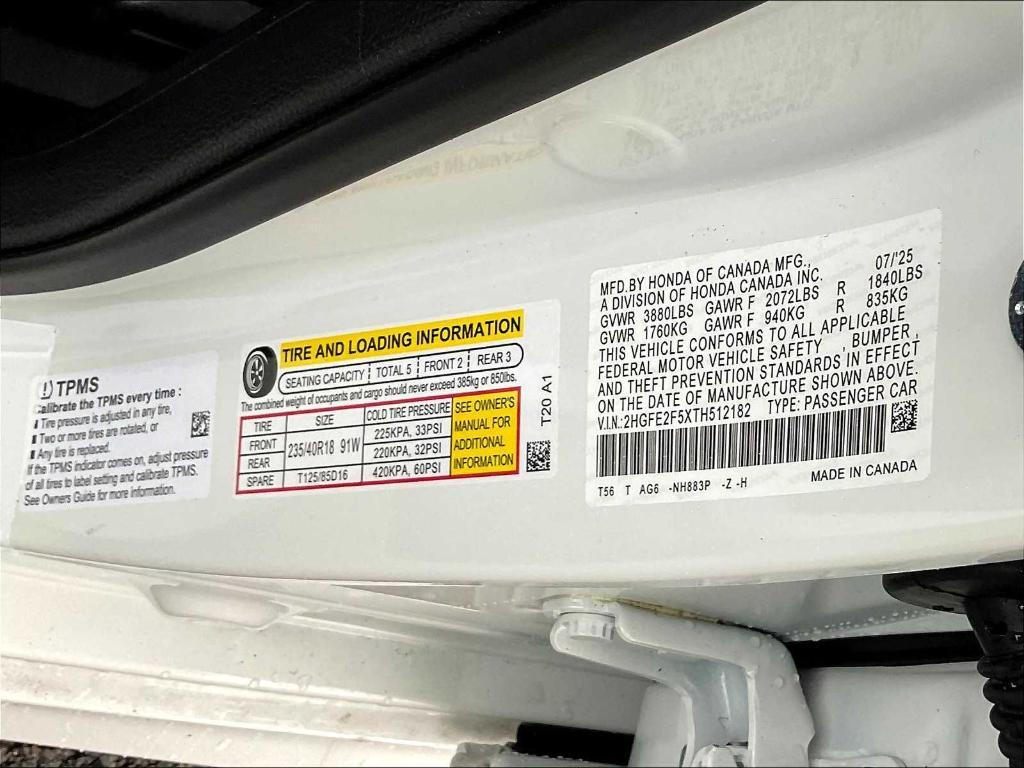 TPMS
Calibrate the TPMS every time :
Tire pressure is adjusted in any tire,
Two or more tires are rotated, or
Any tire is replaced.
If the TPMS indicator comes on, adjust pressure
of all tires to label setting and calibrate TPMS.
See Owners Guide for more information.
TIRE AND LOADING INFORMATION
SEATING CAPACITY TOTAL 5 FRONT 2 REAR 3
The combined weight of occupants and cargo should never exceed 385kg or 850lbs.
TIRE SIZE COLD TIRE PRESSURE SEE OWNER'S
FRONT 235/40R18 91W 225KPA, 33PSI MANUAL FOR
REAR 220KPA, 32PSI ADDITIONAL
SPARE T125/85D16 420KPA, 60PSI INFORMATION
T20 A1
MFD.BY HONDA OF CANADA MFG., 07/'25
A DIVISION OF HONDA CANADA INC.
GVWR 3880LBS GAWR F 2072LBS R 1840LBS
GVWR 1760KG GAWR F 940KG R 835KG
THIS VEHICLE CONFORMS TO ALL APPLICABLE
FEDERAL MOTOR VEHICLE SAFETY , BUMPER ,
AND THEFT PREVENTION STANDARDS IN EFFECT
ON THE DATE OF MANUFACTURE SHOWN ABOVE.
V.I.N:2HGFE2F5XTH512182 TYPE: PASSENGER CAR
T56 T AG6 -NH883P -Z -H MADE IN CANADA